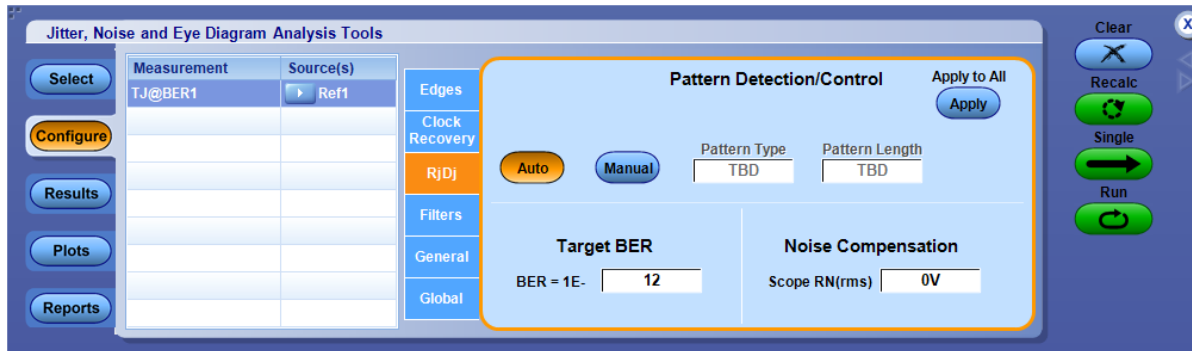 Jitter, Noise and Eye Diagram Analysis Tools
Select
Configure
Results
Plots
Reports
Measurement Source(s)
TJ@BER1 Ref1
Edges
Clock
Recovery
RjDj
Filters
General
Global
Pattern Detection/Control
Apply to All
Apply
Auto
Manual
Pattern Type
TBD
Pattern Length
TBD
Target BER
BER = 1E- 12
Noise Compensation
Scope RN(rms) 0V
Clear
X
Recalc
Single
Run